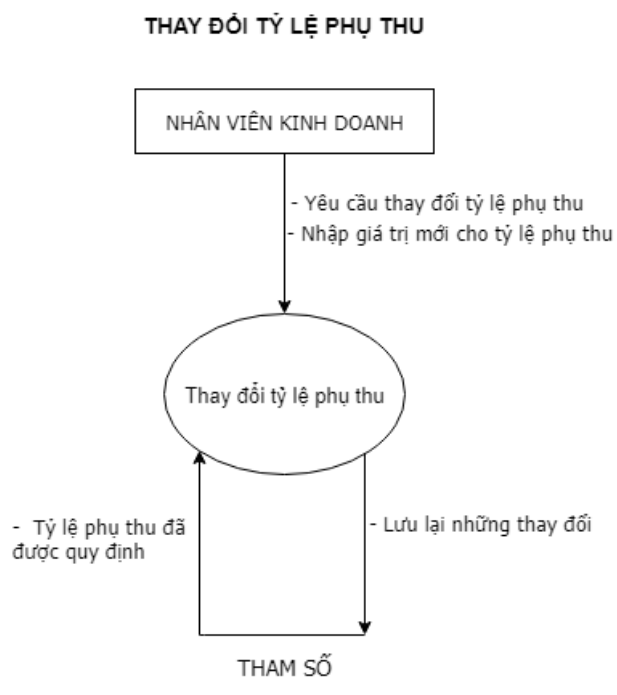 THAY ĐỔI TỶ LỆ PHỤ THU
NHÂN VIÊN KINH DOANH
- Yêu cầu thay đổi tỷ lệ phụ thu
- Nhập giá trị mới cho tỷ lệ phụ thu
Thay đổi tỷ lệ phụ thu
- Tỷ lệ phụ thu đã
được quy định
- Lưu lại những thay đổi
THAM SỐ